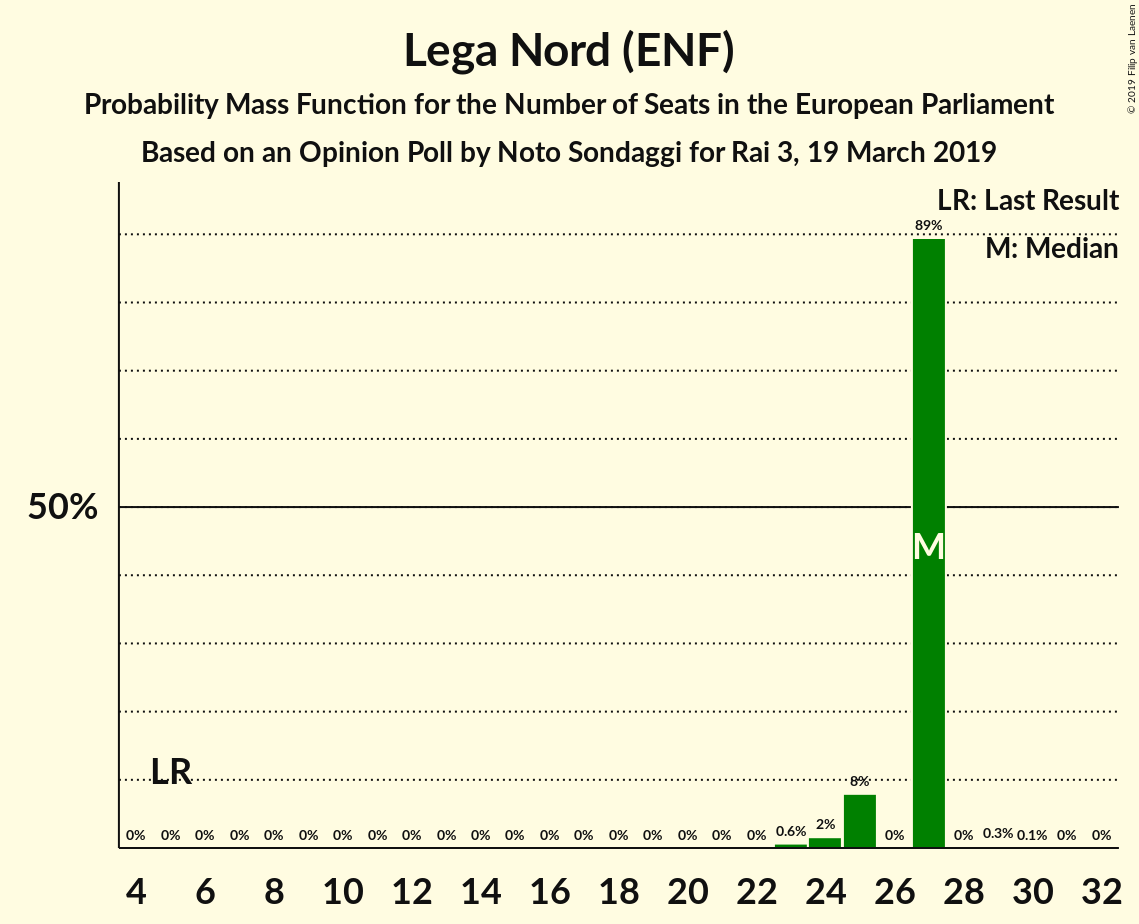 Lega Nord (ENF)
Probability Mass Function for the Number of Seats in the European Parliament
Based on an Opinion Poll by Noto Sondaggi for Rai 3, 19 March 2019
© 2019 Filip van Laenen
LR: Last Result
M: Median
89%
50%
M
LR
0% 0% 0% 0% 0% 0% 0% 0% 0% 0% 0% 0% 0% 0% 0% 0% 0% 0% 0% 0.6% 2% 8% 0% 0% 0.3% 0.1% 0% 0%
4 6 8 10 12 14 16 18 20 22 24 26 28 30 32